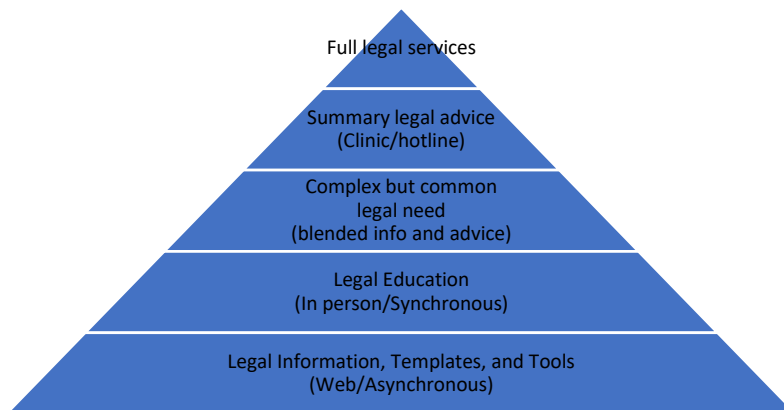 Full legal services
Summary legal advice
(Clinic/hotline)
Complex but common
legal need
(blended info and advice)
Legal Education
(In person/Synchronous)
Legal Information, Templates, and Tools
(Web/Asynchronous)